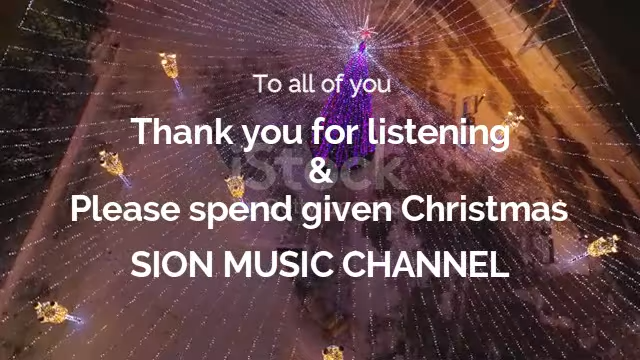 To all of you
Thank you for listening
iStock
&
Please spend given Christmas
SION MUSIC CHANNEL